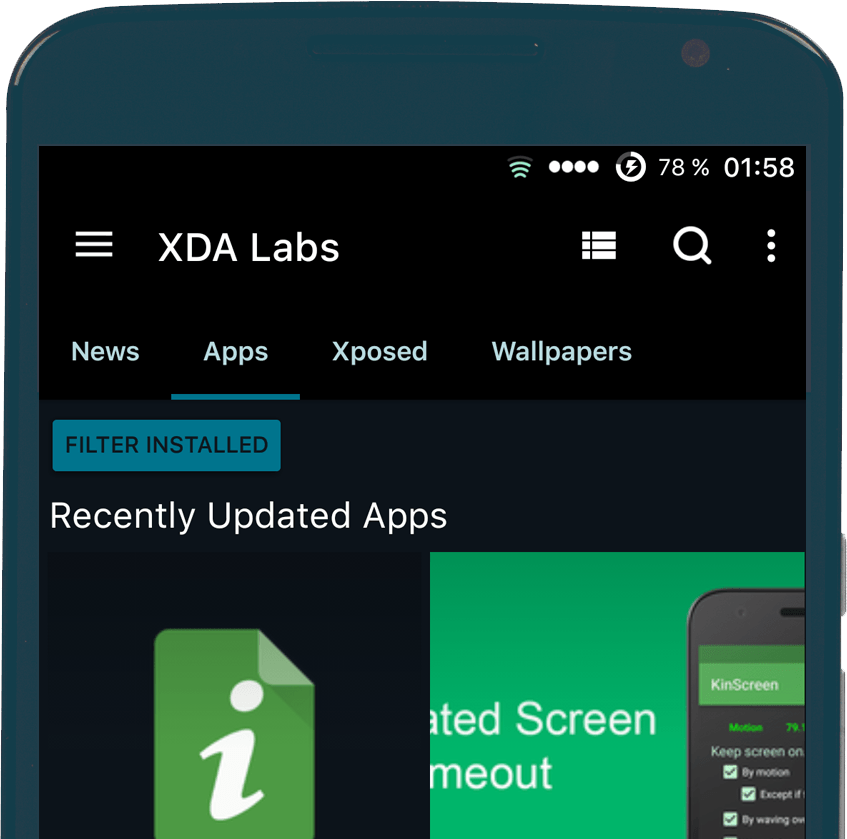 78 % 01:58
XDA Labs
News Apps Xposed Wallpapers
FILTER INSTALLED
Recently Updated Apps
i
ated Screen
meout
KinScreen
Motion 79.1
Keep screen on
By motion
Except if
By waving